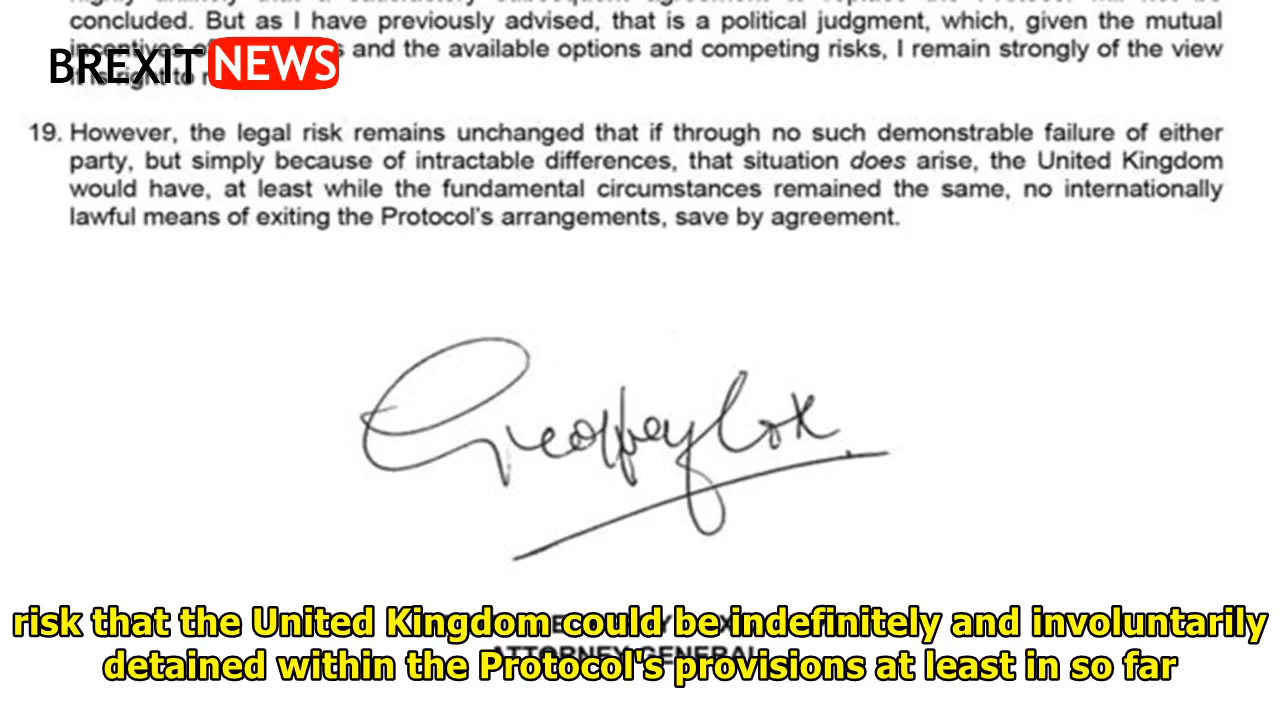 concluded. But as I have previously advised, that is a political judgment, which, given the mutual
BREXIT NEWS
and the available options and competing risks, I remain strongly of the view
19. However, the legal risk remains unchanged that if through no such demonstrable failure of either
party, but simply because of intractable differences, that situation does arise, the United Kingdom
would have, at least while the fundamental circumstances remained the same, no internationally
lawful means of exiting the Protocol's arrangements, save by agreement.
Geoffrey Cox
risk that the United Kingdom could be indefinitely and involuntarily
ATTORNEY GENERAL
detained within the Protocol's provisions at least in so far